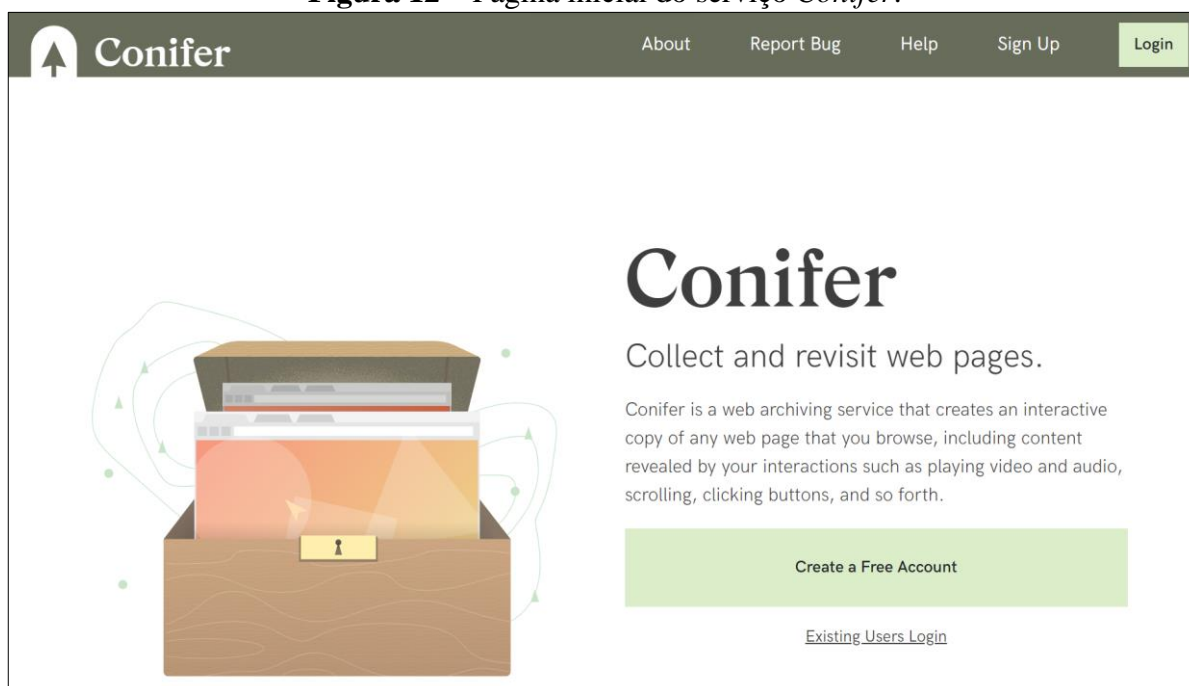 Figura 12 – Página inicial do serviço Conifer.
Conifer
About Report Bug Help Sign Up Login
Conifer
Collect and revisit web pages.
Conifer is a web archiving service that creates an interactive
copy of any web page that you browse, including content
revealed by your interactions such as playing video and audio,
scrolling, clicking buttons, and so forth.
Create a Free Account
Existing Users Login